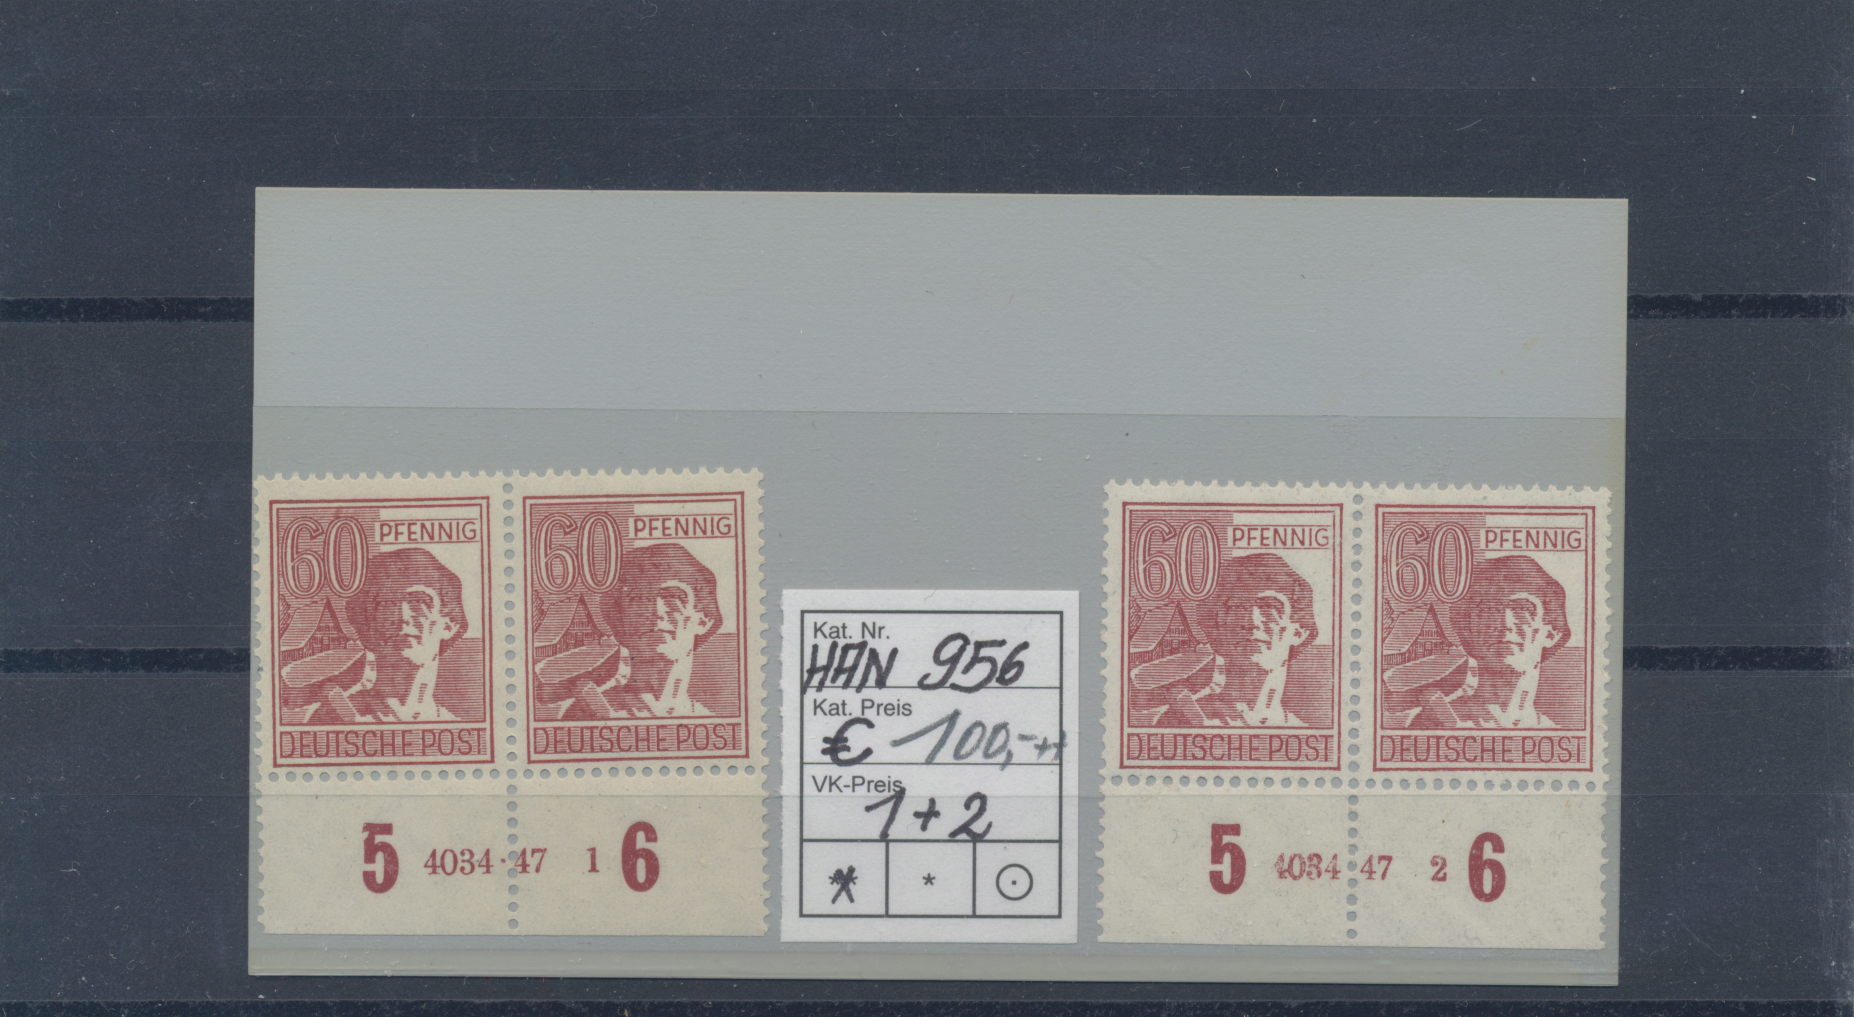 60 PFENNIG
DEUTSCHE POST
60 PFENNIG
DEUTSCHE POST
5 4034·47 1 6
Kat. Nr.
HAN 956
Kat. Preis
€ 100,-++
VK-Preis
1+2
** * ⊙
60 PFENNIG
DEUTSCHE POST
60 PFENNIG
DEUTSCHE POST
5 4034 47 2 6